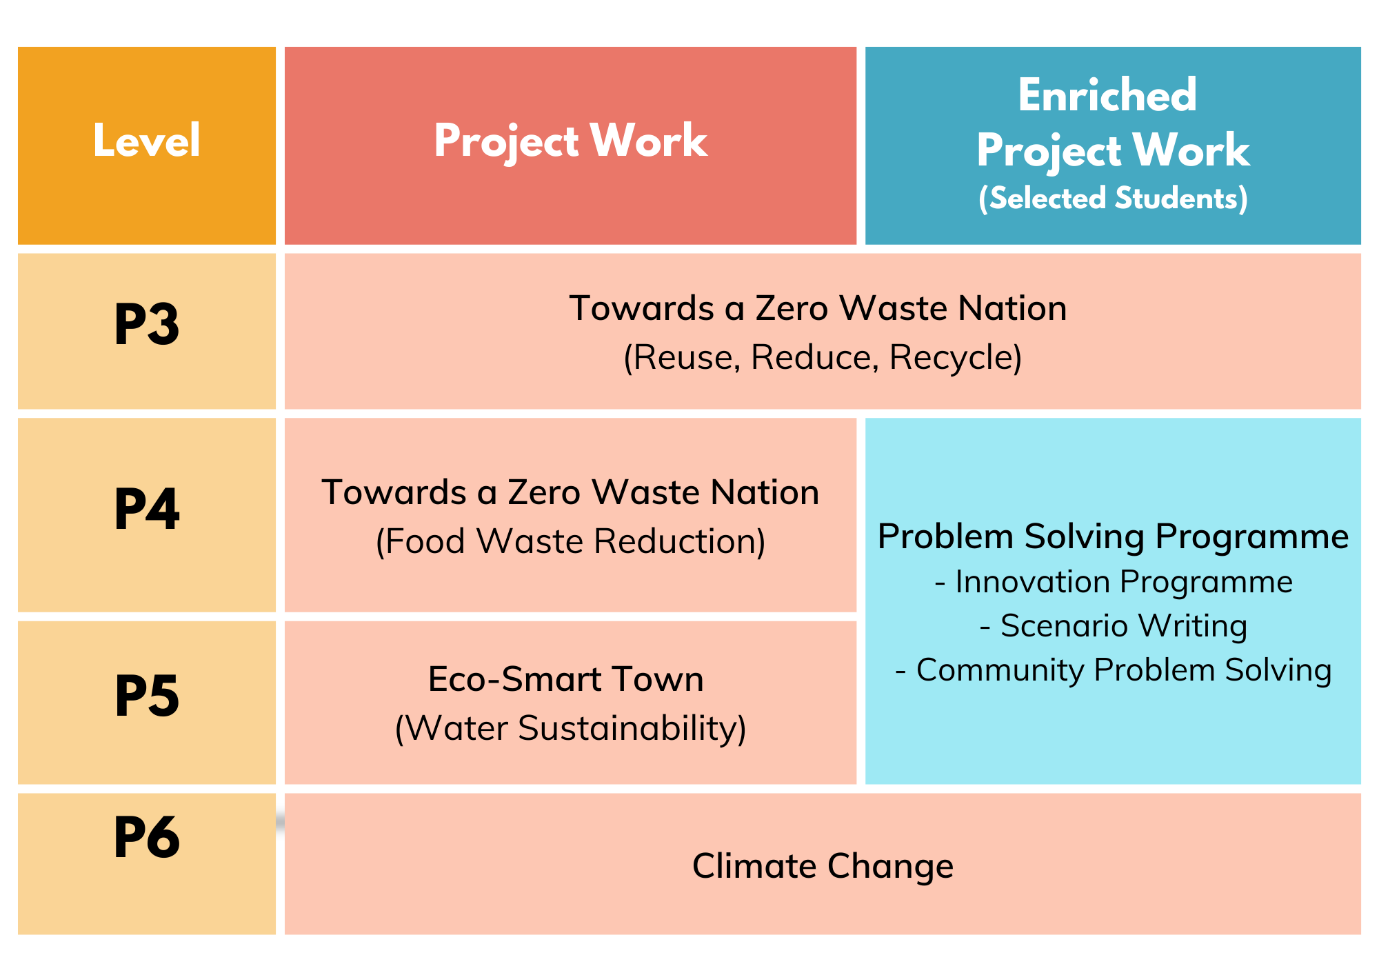 Level
Project Work
Enriched
Project Work
(Selected Students)
P3
Towards a Zero Waste Nation
(Reuse, Reduce, Recycle)
P4
Towards a Zero Waste Nation
(Food Waste Reduction)
Problem Solving Programme
- Innovation Programme
- Scenario Writing
- Community Problem Solving
P5
Eco-Smart Town
(Water Sustainability)
P6
Climate Change